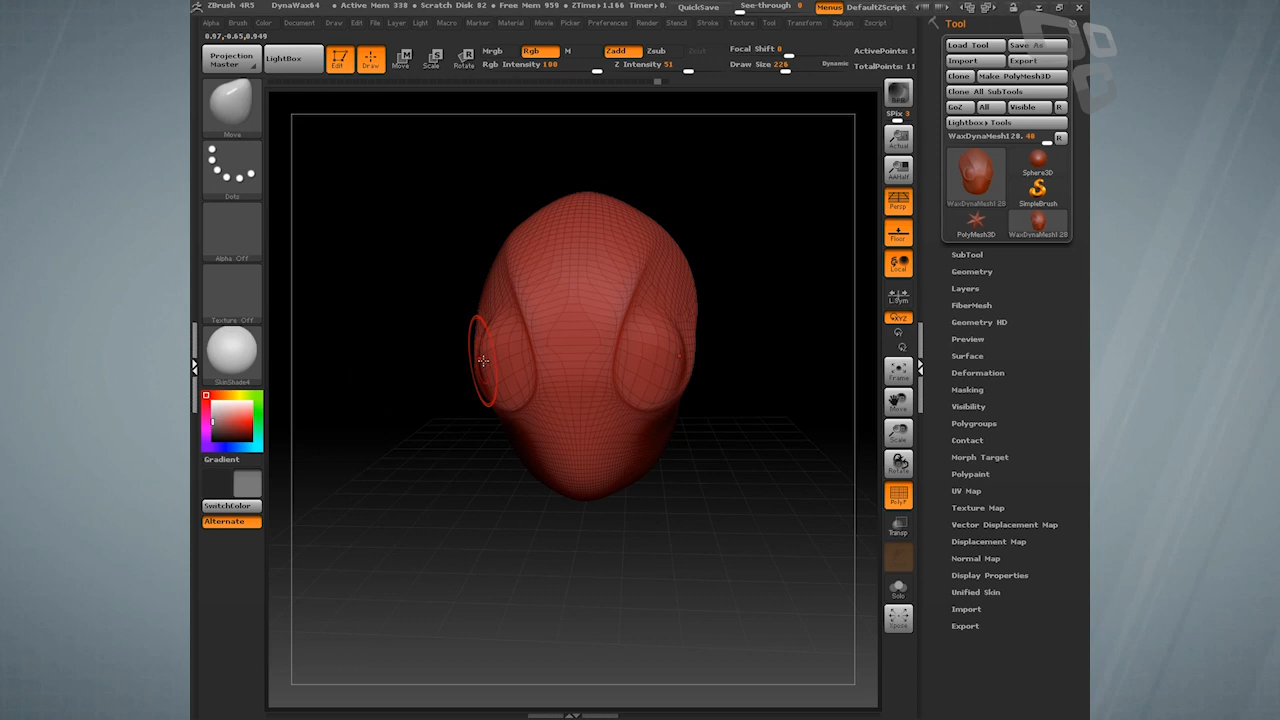 ZBrush 4R5 DynaWax64 • Active Mem 338 • Scratch Disk 82 • Free Mem 959 • ZTime▸1.166 Timer▸0. QuickSave See-through 0 Menus DefaultZScript
Alpha Brush Color Document Draw Edit File Layer Light Macro Marker Material Movie Picker Preferences Render Stencil Stroke Texture Tool Transform Zplugin Zscript
0.97,-0.65,0.949
Projection Master
LightBox
Edit
Draw
Move
Scale
Rotate
Mrgb Rgb M
Rgb Intensity 100
Zadd Zsub
Z Intensity 51
Focal Shift 0
Draw Size 226
Dynamic
ActivePoints: 1
TotalPoints: 11
Move
Dots
Alpha Off
Texture Off
SkinShade4
Gradient
SwitchColor
Alternate
SPix 3
Actual
AAHalf
Persp
Floor
Local
L.Sym
XYZ
Frame
Move
Scale
Rotate
PolyF
Transp
Solo
Xpose
Tool
Load Tool Save As
Import Export
Clone Make PolyMesh3D
Clone All SubTools
GoZ All Visible R
Lightbox▸Tools
WaxDynaMesh128. 48 R
WaxDynaMesh128
Sphere3D
SimpleBrush
PolyMesh3D
WaxDynaMesh128
SubTool
Geometry
Layers
FiberMesh
Geometry HD
Preview
Surface
Deformation
Masking
Visibility
Polygroups
Contact
Morph Target
Polypaint
UV Map
Texture Map
Vector Displacement Map
Displacement Map
Normal Map
Display Properties
Unified Skin
Import
Export